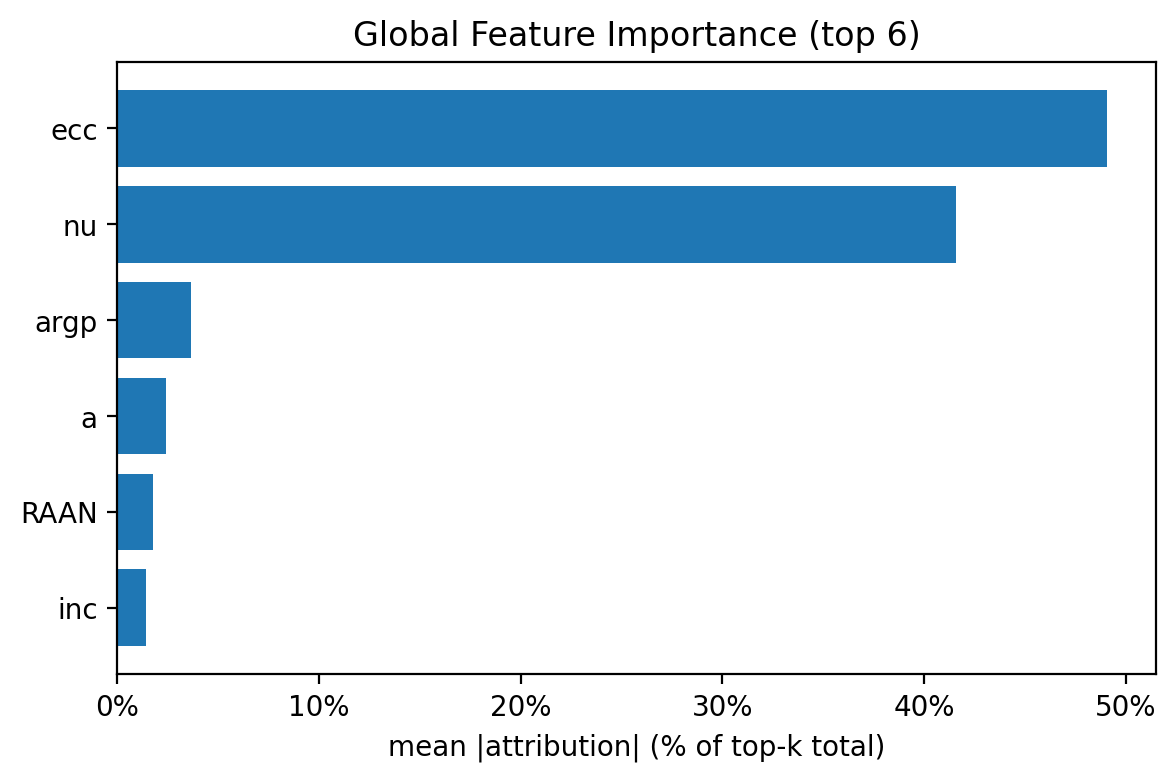 Global Feature Importance (top 6)
ecc
nu
argp
a
RAAN
inc
0% 10% 20% 30% 40% 50%
mean |attribution| (% of top-k total)